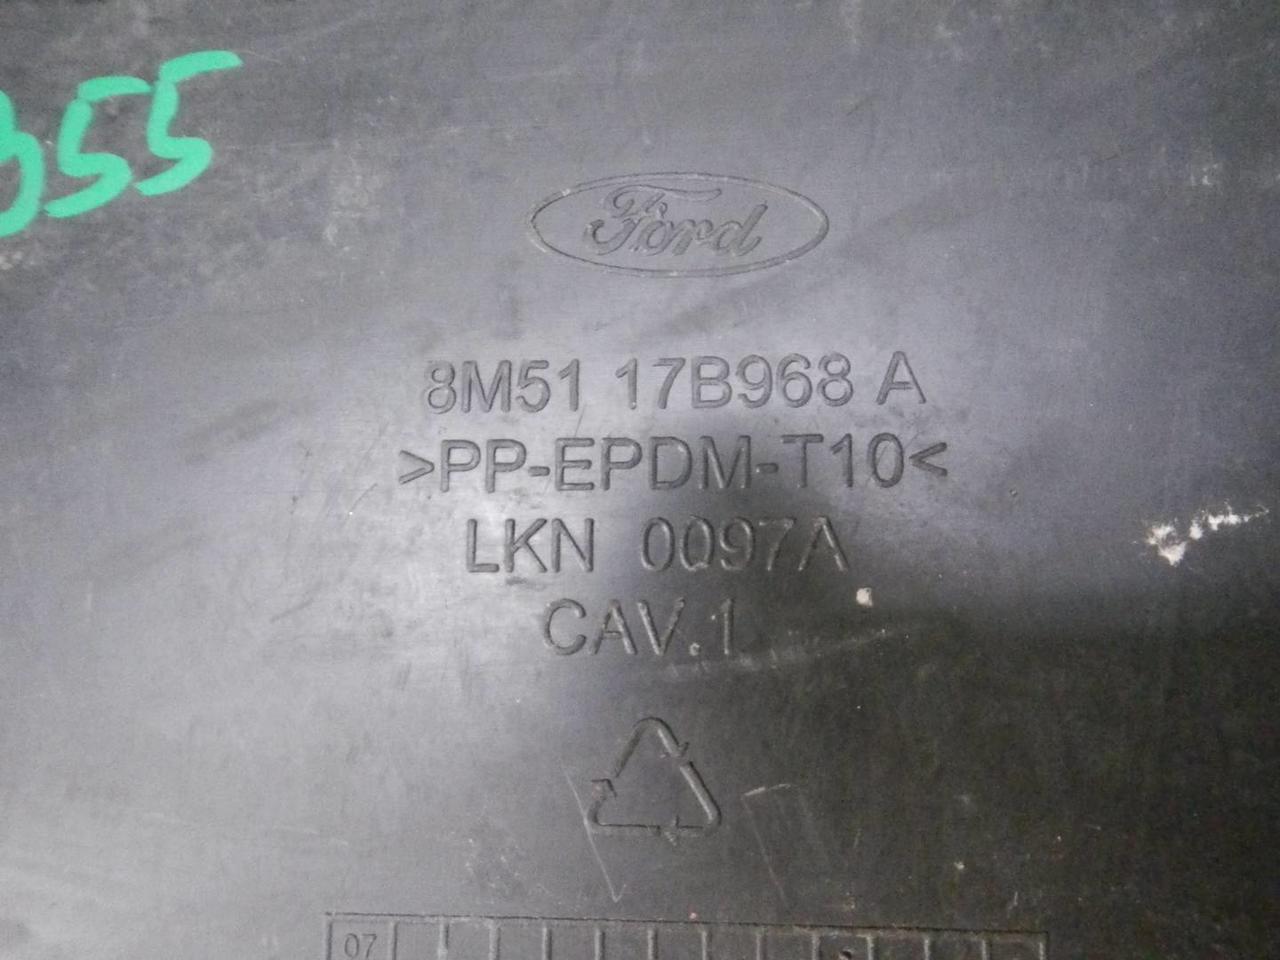 355
Ford
8M51 17B968 A
>PP-EPDM-T10<
LKN 0097A
CAV.1
07